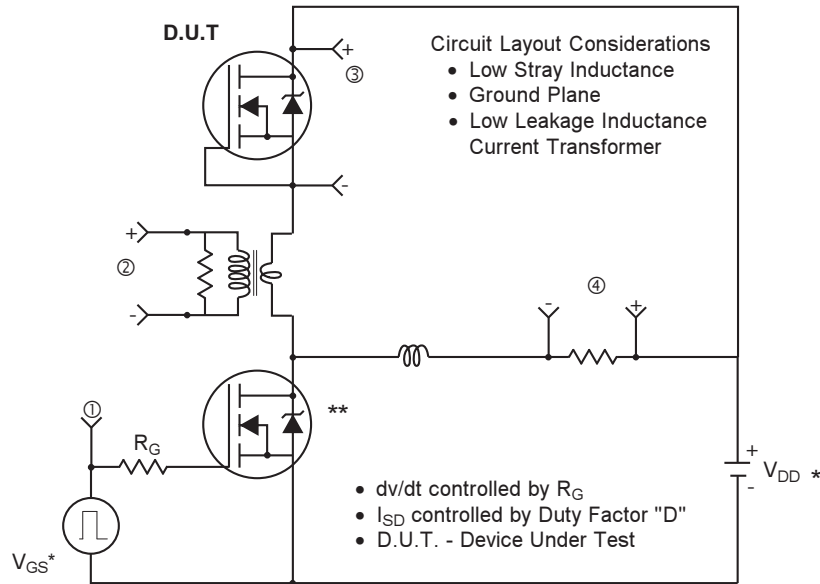 D.U.T
Circuit Layout Considerations
• Low Stray Inductance
• Ground Plane
• Low Leakage Inductance
Current Transformer
+
③
-
+
②
-
-
④
+
**
①
R_G
V_GS*
+
V_DD *
-
• dv/dt controlled by R_G
• I_SD controlled by Duty Factor "D"
• D.U.T. - Device Under Test